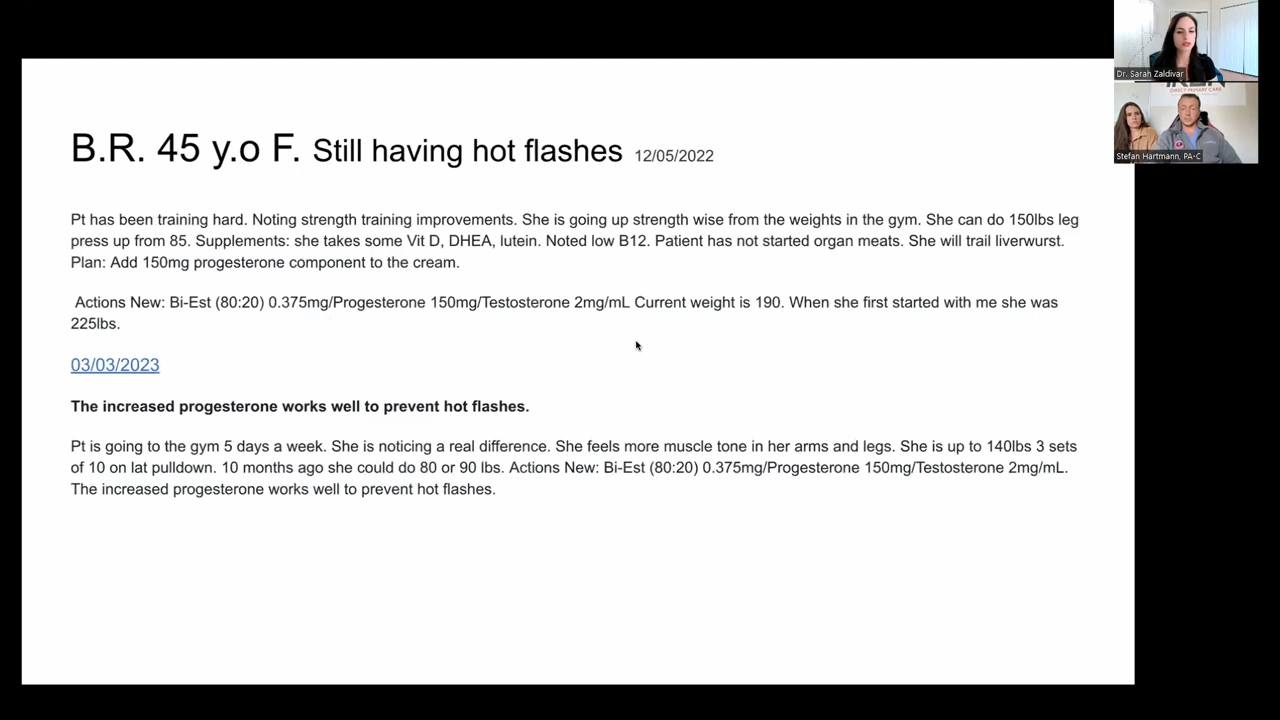 B.R. 45 y.o F. Still having hot flashes 12/05/2022
Pt has been training hard. Noting strength training improvements. She is going up strength wise from the weights in the gym. She can do 150lbs leg
press up from 85. Supplements: she takes some Vit D, DHEA, lutein. Noted low B12. Patient has not started organ meats. She will trail liverwurst.
Plan: Add 150mg progesterone component to the cream.
Actions New: Bi-Est (80:20) 0.375mg/Progesterone 150mg/Testosterone 2mg/mL Current weight is 190. When she first started with me she was
225lbs.
03/03/2023
The increased progesterone works well to prevent hot flashes.
Pt is going to the gym 5 days a week. She is noticing a real difference. She feels more muscle tone in her arms and legs. She is up to 140lbs 3 sets
of 10 on lat pulldown. 10 months ago she could do 80 or 90 lbs. Actions New: Bi-Est (80:20) 0.375mg/Progesterone 150mg/Testosterone 2mg/mL.
The increased progesterone works well to prevent hot flashes.
Dr. Sarah Zaldivar
DIRECT PRIMARY CARE
Stefan Hartmann, PA-C